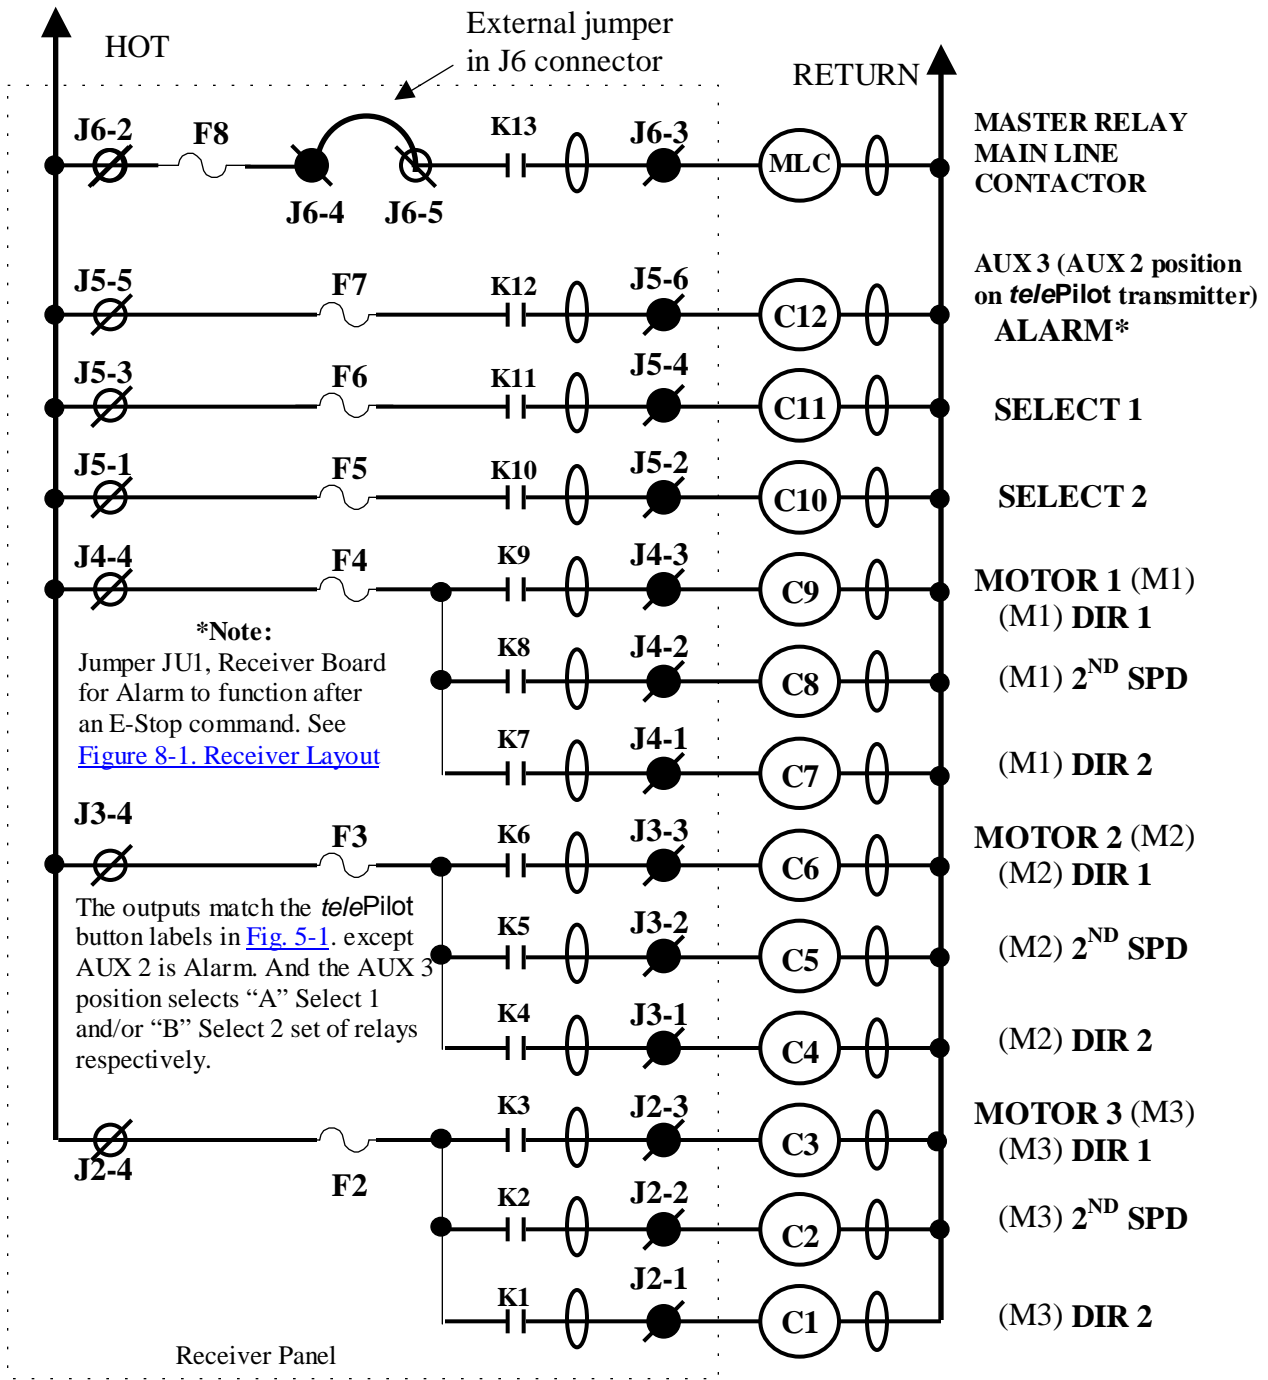 HOT
External jumper
in J6 connector
RETURN
J6-2
F8
J6-4
J6-5
K13
J6-3
MLC
MASTER RELAY
MAIN LINE
CONTACTOR
J5-5
F7
K12
J5-6
C12
AUX 3 (AUX 2 position
on telePilot transmitter)
ALARM*
J5-3
F6
K11
J5-4
C11
SELECT 1
J5-1
F5
K10
J5-2
C10
SELECT 2
J4-4
F4
K9
J4-3
C9
MOTOR 1 (M1)
(M1) DIR 1
*Note:
Jumper JU1, Receiver Board
for Alarm to function after
an E-Stop command. See
Figure 8-1. Receiver Layout
K8
J4-2
C8
(M1) 2ND SPD
K7
J4-1
C7
(M1) DIR 2
J3-4
F3
K6
J3-3
C6
MOTOR 2 (M2)
(M2) DIR 1
The outputs match the telePilot
button labels in Fig. 5-1. except
AUX 2 is Alarm. And the AUX 3
position selects “A” Select 1
and/or “B” Select 2 set of relays
respectively.
K5
J3-2
C5
(M2) 2ND SPD
K4
J3-1
C4
(M2) DIR 2
J2-4
F2
K3
J2-3
C3
MOTOR 3 (M3)
(M3) DIR 1
K2
J2-2
C2
(M3) 2ND SPD
K1
J2-1
C1
(M3) DIR 2
Receiver Panel